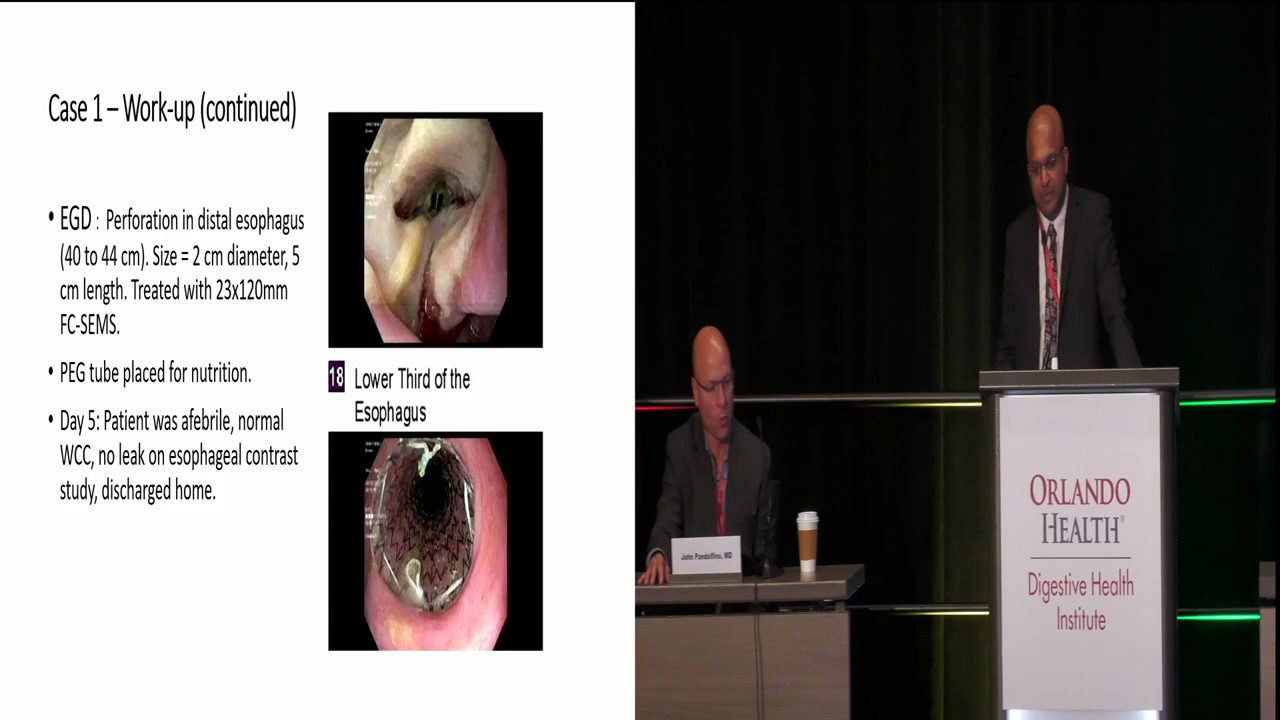 Case 1 – Work-up (continued)
• EGD : Perforation in distal esophagus
(40 to 44 cm). Size = 2 cm diameter, 5
cm length. Treated with 23x120mm
FC-SEMS.
• PEG tube placed for nutrition.
• Day 5: Patient was afebrile, normal
WCC, no leak on esophageal contrast
study, discharged home.
18 Lower Third of the
Esophagus
John Pandolfino, MD
ORLANDO
HEALTH®
Digestive Health
Institute